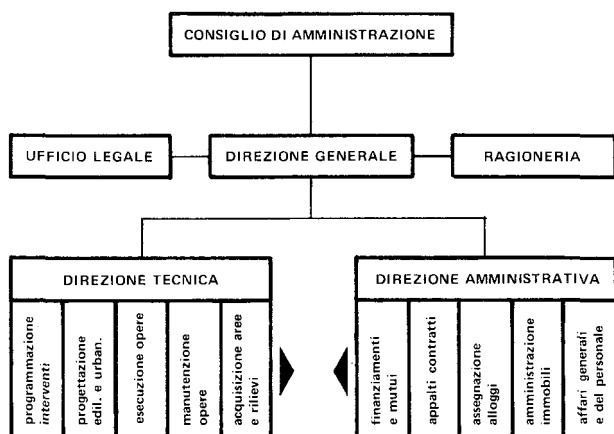 CONSIGLIO DI AMMINISTRAZIONE
UFFICIO LEGALE
DIREZIONE GENERALE
RAGIONERIA
DIREZIONE TECNICA
programmazione
interventi
progettazione
edil. e urban.
esecuzione opere
manutenzione
opere
acquisizione aree
e rilievi
DIREZIONE AMMINISTRATIVA
finanziamenti
e mutui
appalti contratti
assegnazione
alloggi
amministrazione
immobili
affari generali
e del personale